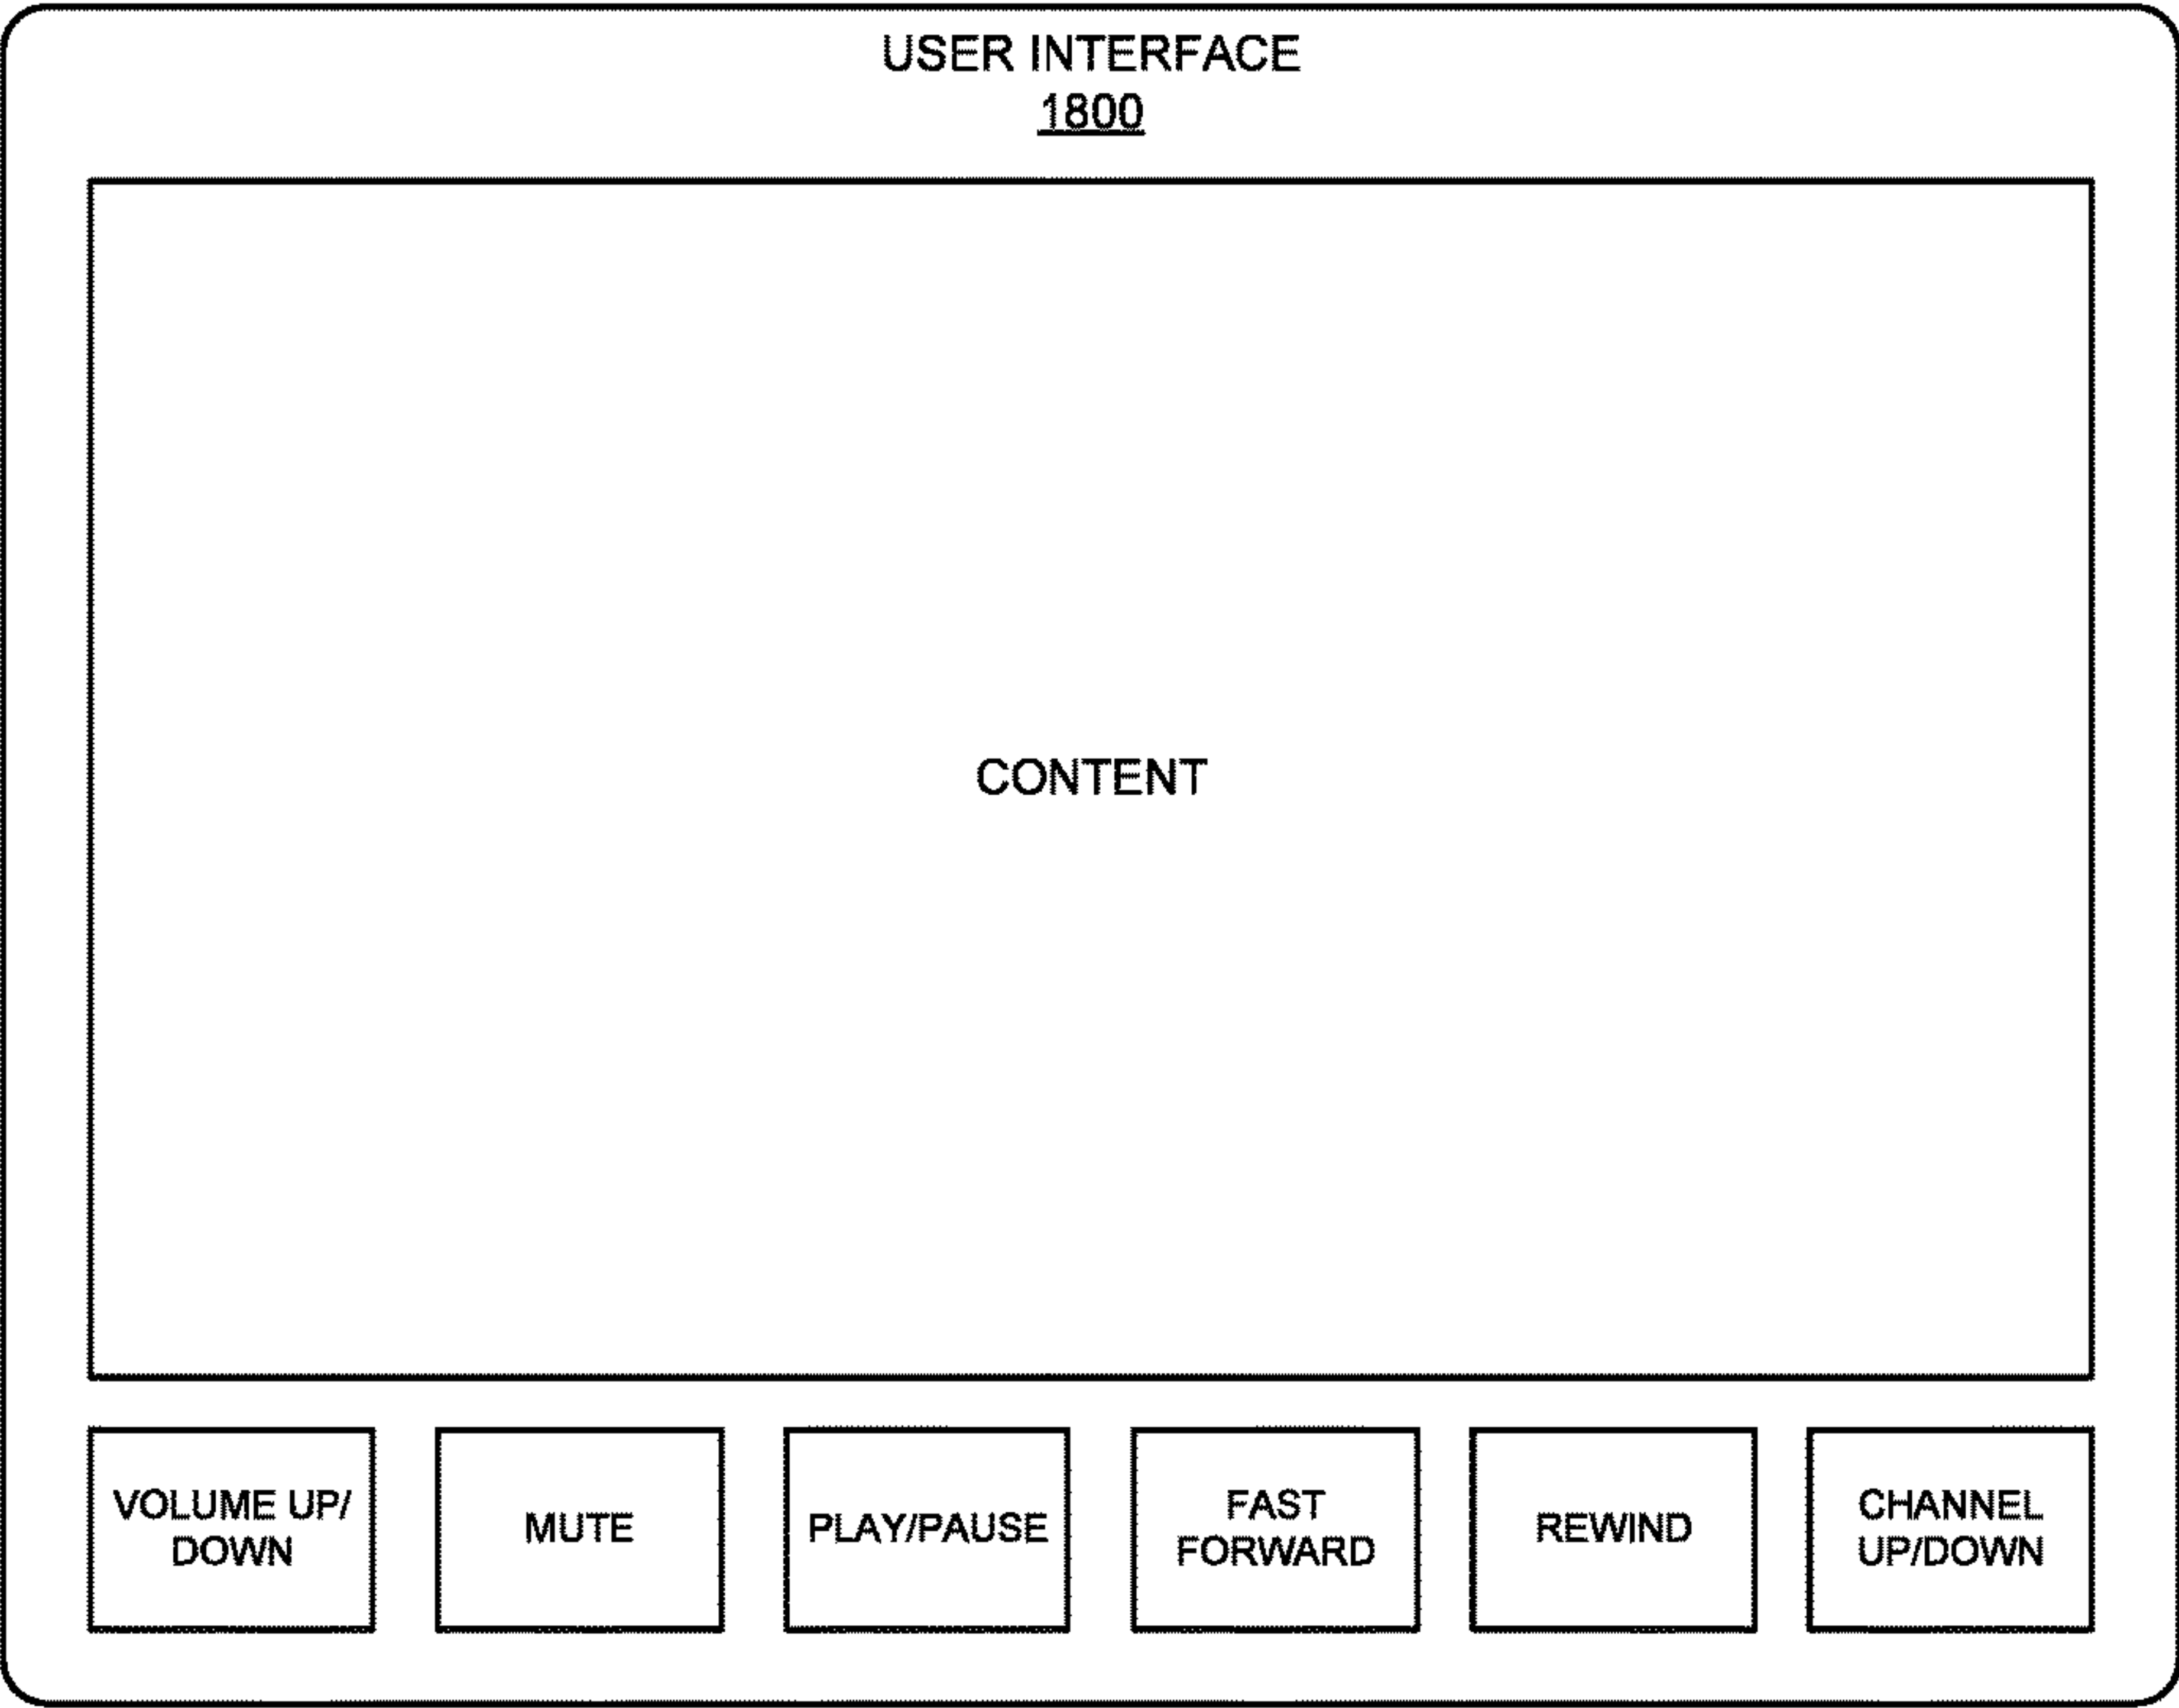 USER INTERFACE
1800
CONTENT
VOLUME UP/
DOWN
MUTE
PLAY/PAUSE
FAST
FORWARD
REWIND
CHANNEL
UP/DOWN